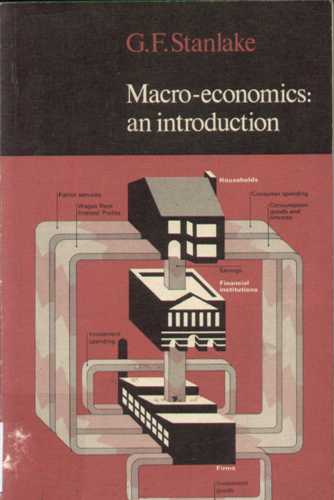 G.F. Stanlake
Macro-economics:
an introduction
Households
Factor services
Wages Rent
Interest Profits
Consumer spending
Consumption
goods and
services
Savings
Financial
institutions
Investment
spending
Firms
Investment
goods